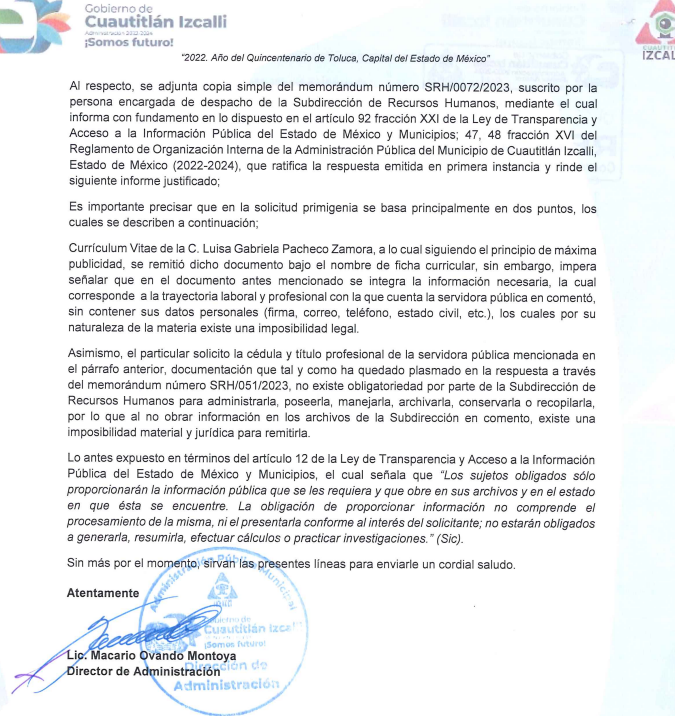 Gobierno de
Cuautitlán Izcalli
Administración 2022-2024
¡Somos futuro!
CUAUTIT
IZCAL
"2022. Año del Quincentenario de Toluca, Capital del Estado de México"
Al respecto, se adjunta copia simple del memorándum número SRH/0072/2023, suscrito por la
persona encargada de despacho de la Subdirección de Recursos Humanos, mediante el cual
informa con fundamento en lo dispuesto en el artículo 92 fracción XXI de la Ley de Transparencia y
Acceso a la Información Pública del Estado de México y Municipios; 47, 48 fracción XVI del
Reglamento de Organización Interna de la Administración Pública del Municipio de Cuautitlán Izcalli,
Estado de México (2022-2024), que ratifica la respuesta emitida en primera instancia y rinde el
siguiente informe justificado;
Es importante precisar que en la solicitud primigenia se basa principalmente en dos puntos, los
cuales se describen a continuación;
Currículum Vitae de la C. Luisa Gabriela Pacheco Zamora, a lo cual siguiendo el principio de máxima
publicidad, se remitió dicho documento bajo el nombre de ficha curricular, sin embargo, impera
señalar que en el documento antes mencionado se integra la información necesaria, la cual
corresponde a la trayectoria laboral y profesional con la que cuenta la servidora pública en comentó,
sin contener sus datos personales (firma, correo, teléfono, estado civil, etc.), los cuales por su
naturaleza de la materia existe una imposibilidad legal.
Asimismo, el particular solicito la cédula y título profesional de la servidora pública mencionada en
el párrafo anterior, documentación que tal y como ha quedado plasmado en la respuesta a través
del memorándum número SRH/051/2023, no existe obligatoriedad por parte de la Subdirección de
Recursos Humanos para administrarla, poseerla, manejarla, archivarla, conservarla o recopilarla,
por lo que al no obrar información en los archivos de la Subdirección en comento, existe una
imposibilidad material y jurídica para remitirla.
Lo antes expuesto en términos del artículo 12 de la Ley de Transparencia y Acceso a la Información
Pública del Estado de México y Municipios, el cual señala que "Los sujetos obligados sólo
proporcionarán la información pública que se les requiera y que obre en sus archivos y en el estado
en que ésta se encuentre. La obligación de proporcionar información no comprende el
procesamiento de la misma, ni el presentarla conforme al interés del solicitante; no estarán obligados
a generarla, resumirla, efectuar cálculos o practicar investigaciones." (Sic).
Sin más por el momento, sirvan las presentes líneas para enviarle un cordial saludo.
Atentamente
Administración Pública Municipal
Gobierno de
Cuautitlán Izcalli
¡Somos futuro!
Lic. Macario Ovando Montoya
Director de Administración
Dirección de
Administración